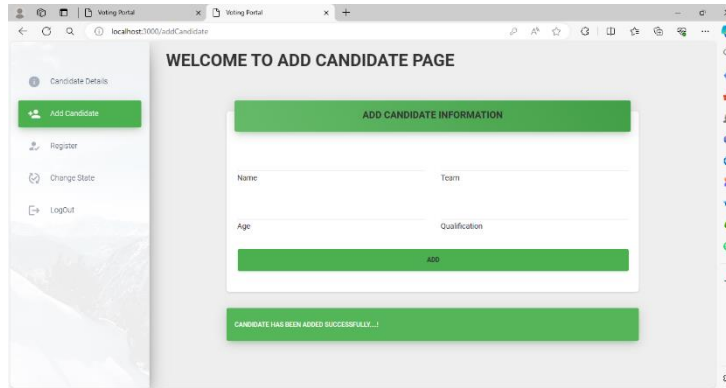 Voting Portal
Voting Portal
localhost:3000/addCandidate
WELCOME TO ADD CANDIDATE PAGE
Candidate Details
Add Candidate
Register
Change State
LogOut
ADD CANDIDATE INFORMATION
Name Team
Age Qualification
ADD
CANDIDATE HAS BEEN ADDED SUCCESSFULLY....!